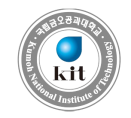 국립금오공과대학교
kit
Kumoh National Institute of Technology